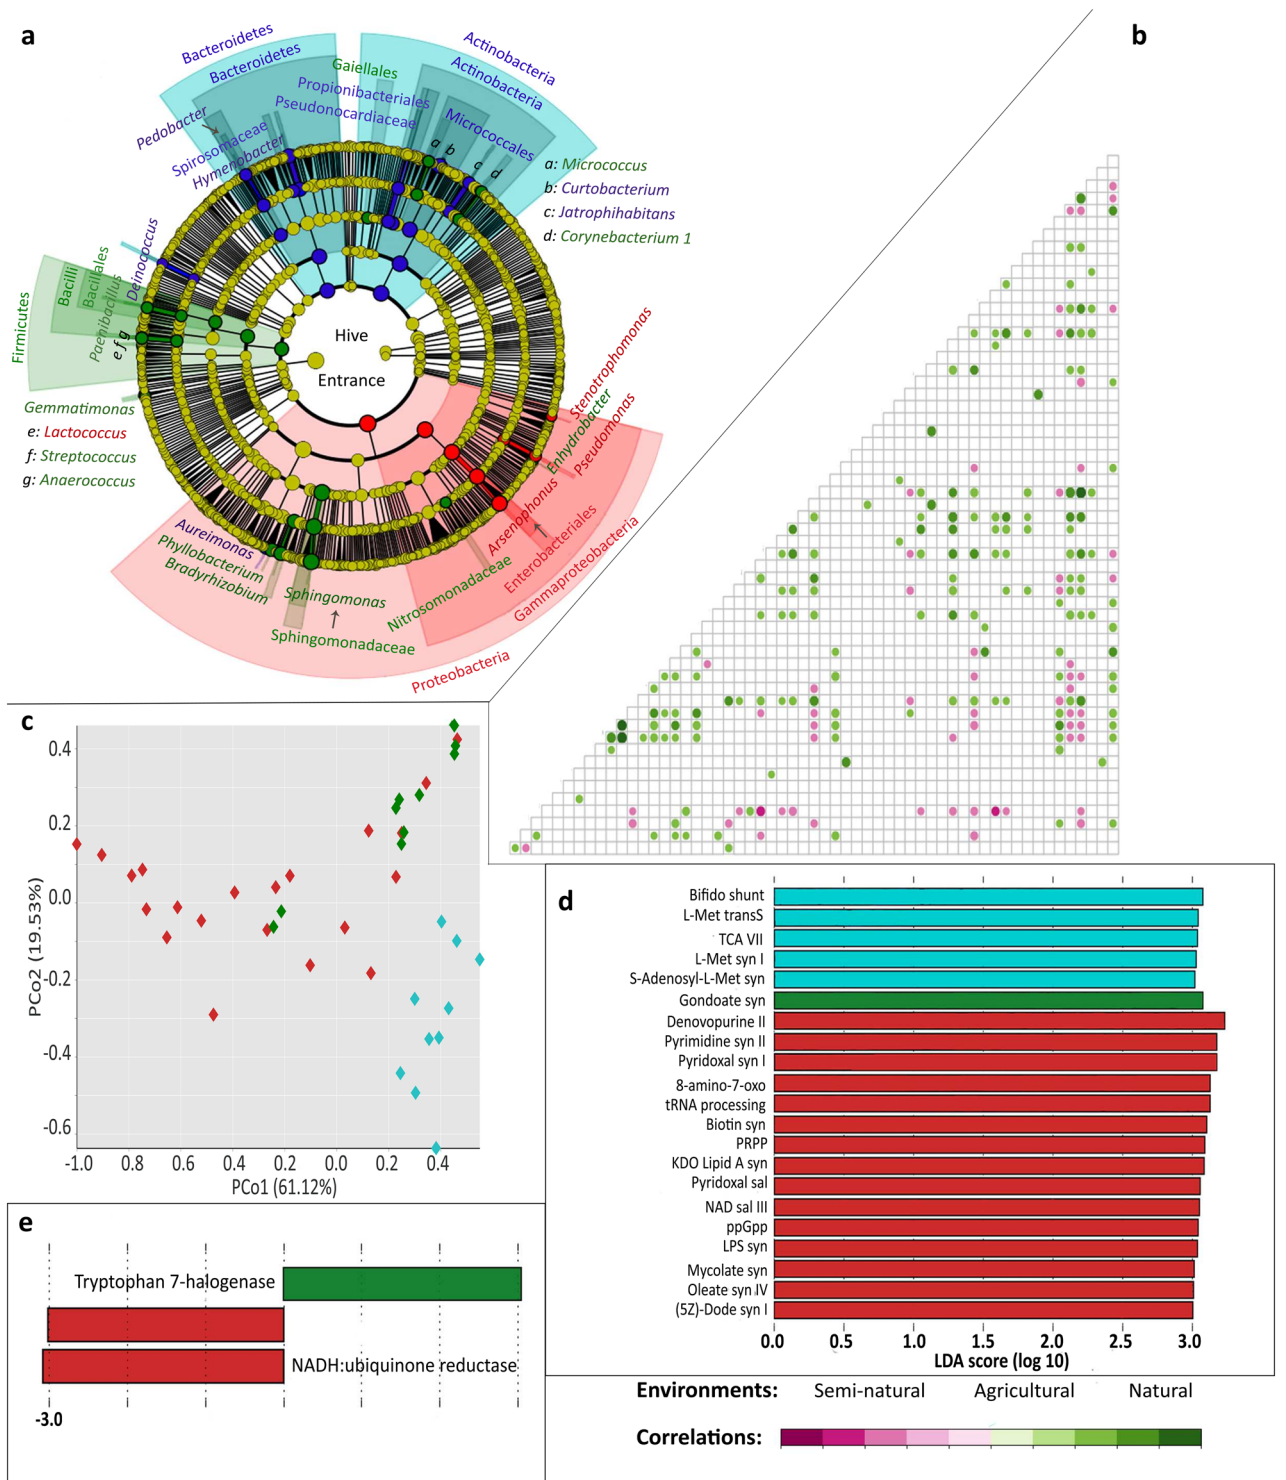 a
b
Bacteroidetes
Bacteroidetes
Actinobacteria
Actinobacteria
Gaiellales
Propionibacteriales
Pseudonocardiaceae
Micrococcales
Pedobacter
Spirosomaceae
Hymenobacter
a b c d
a: Micrococcus
b: Curtobacterium
c: Jatrophihabitans
d: Corynebacterium 1
Deinococcus
Firmicutes
Bacilli
Bacillales
Paenibacillus
e f g
Hive
Entrance
Gemmatimonas
e: Lactococcus
f: Streptococcus
g: Anaerococcus
Stenotrophomonas
Enhydrobacter
Pseudomonas
Arsenophonus
Enterobacteriales
Gammaproteobacteria
Nitrosomonadaceae
Aureimonas
Phyllobacterium
Bradyrhizobium
Sphingomonas
Sphingomonadaceae
Proteobacteria
c
0.4
0.2
0.0
-0.2
-0.4
-0.6
PCo2 (19.53%)
-1.0 0.8 0.6 0.4 0.2 0.0 0.2 0.4
PCo1 (61.12%)
d
Bifido shunt
L-Met transS
TCA VII
L-Met syn I
S-Adenosyl-L-Met syn
Gondoate syn
Denovopurine II
Pyrimidine syn II
Pyridoxal syn I
8-amino-7-oxo
tRNA processing
Biotin syn
PRPP
KDO Lipid A syn
Pyridoxal sal
NAD sal III
ppGpp
LPS syn
Mycolate syn
Oleate syn IV
(5Z)-Dode syn I
0.0 0.5 1.0 1.5 2.0 2.5 3.0
LDA score (log 10)
e
Tryptophan 7-halogenase
NADH:ubiquinone reductase
-3.0
Environments: Semi-natural Agricultural Natural
Correlations: